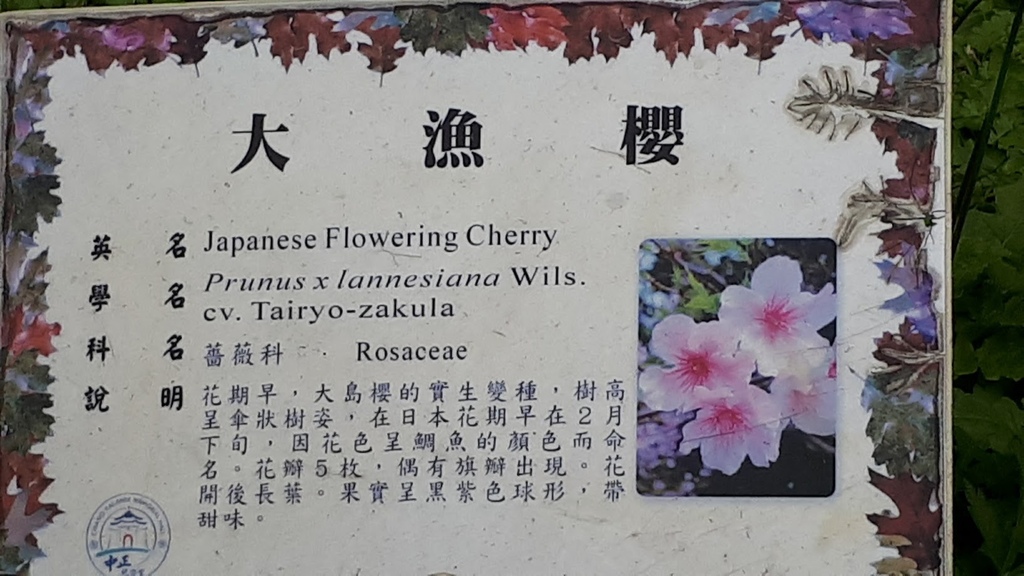 大漁櫻
英名 Japanese Flowering Cherry
學名 Prunus x lannesiana Wils.
cv. Tairyo-zakula
科名 薔薇科 Rosaceae
說明 花期早，大島櫻的實生變種，樹高
呈傘狀樹姿，在日本花期早在2月
下旬，因花色呈鯛魚的顏色而命
名。花瓣5枚，偶有旗瓣出現。花
開後長葉。果實呈黑紫色球形，帶
甜味。
中正